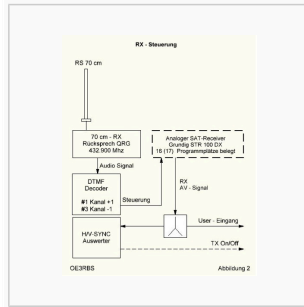 RX - Steuerung
RS 70 cm
70 cm - RX
Rücksprech QRG
432.900 Mhz
Analoger SAT-Receiver
Grundig STR 100 DX
16 (17) Programmplätze belegt
Audio Signal
DTMF
Decoder
#1 Kanal +1
#3 Kanal -1
Steuerung
RX
AV - Signal
H/V-SYNC
Auswerter
User - Eingang
TX On/Off
OE3RBS
Abbildung 2